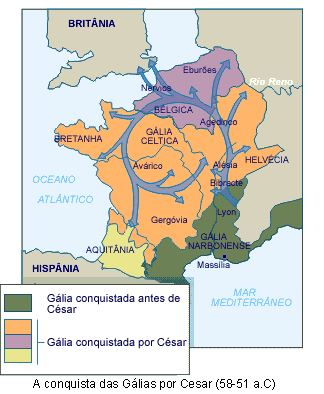 BRITÂNIA
Eburões
Rio Reno
Nérvios
BÉLGICA
Agedinco
BRETANHA
GÁLIA
CELTICA
Avárico
Alésia
HELVÉCIA
Bibracte
OCEANO
ATLÂNTICO
Lyon
Gergóvia
GÁLIA
NARBONENSE
AQUITÂNIA
Massília
HISPÂNIA
MAR
MEDITERRÂNEO
Gália conquistada antes de
César
Gália conquistada por César
A conquista das Gálias por Cesar (58-51 a.C)